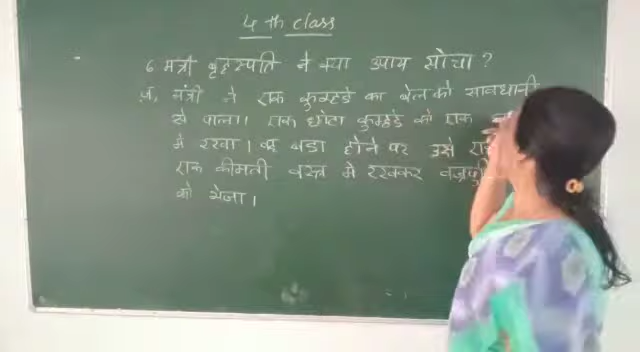 4 th class
6 मंत्री बृहस्पति ने क्या उपाय सोचा ?
ज. मंत्री ने एक कुम्हडे का बेल को सावधानी
से पाला। एक छोटा कुम्हडे को एक
मे रखा। बडा होने पर उसे
एक कीमती वस्त्र मे रखकर
को भेजा।